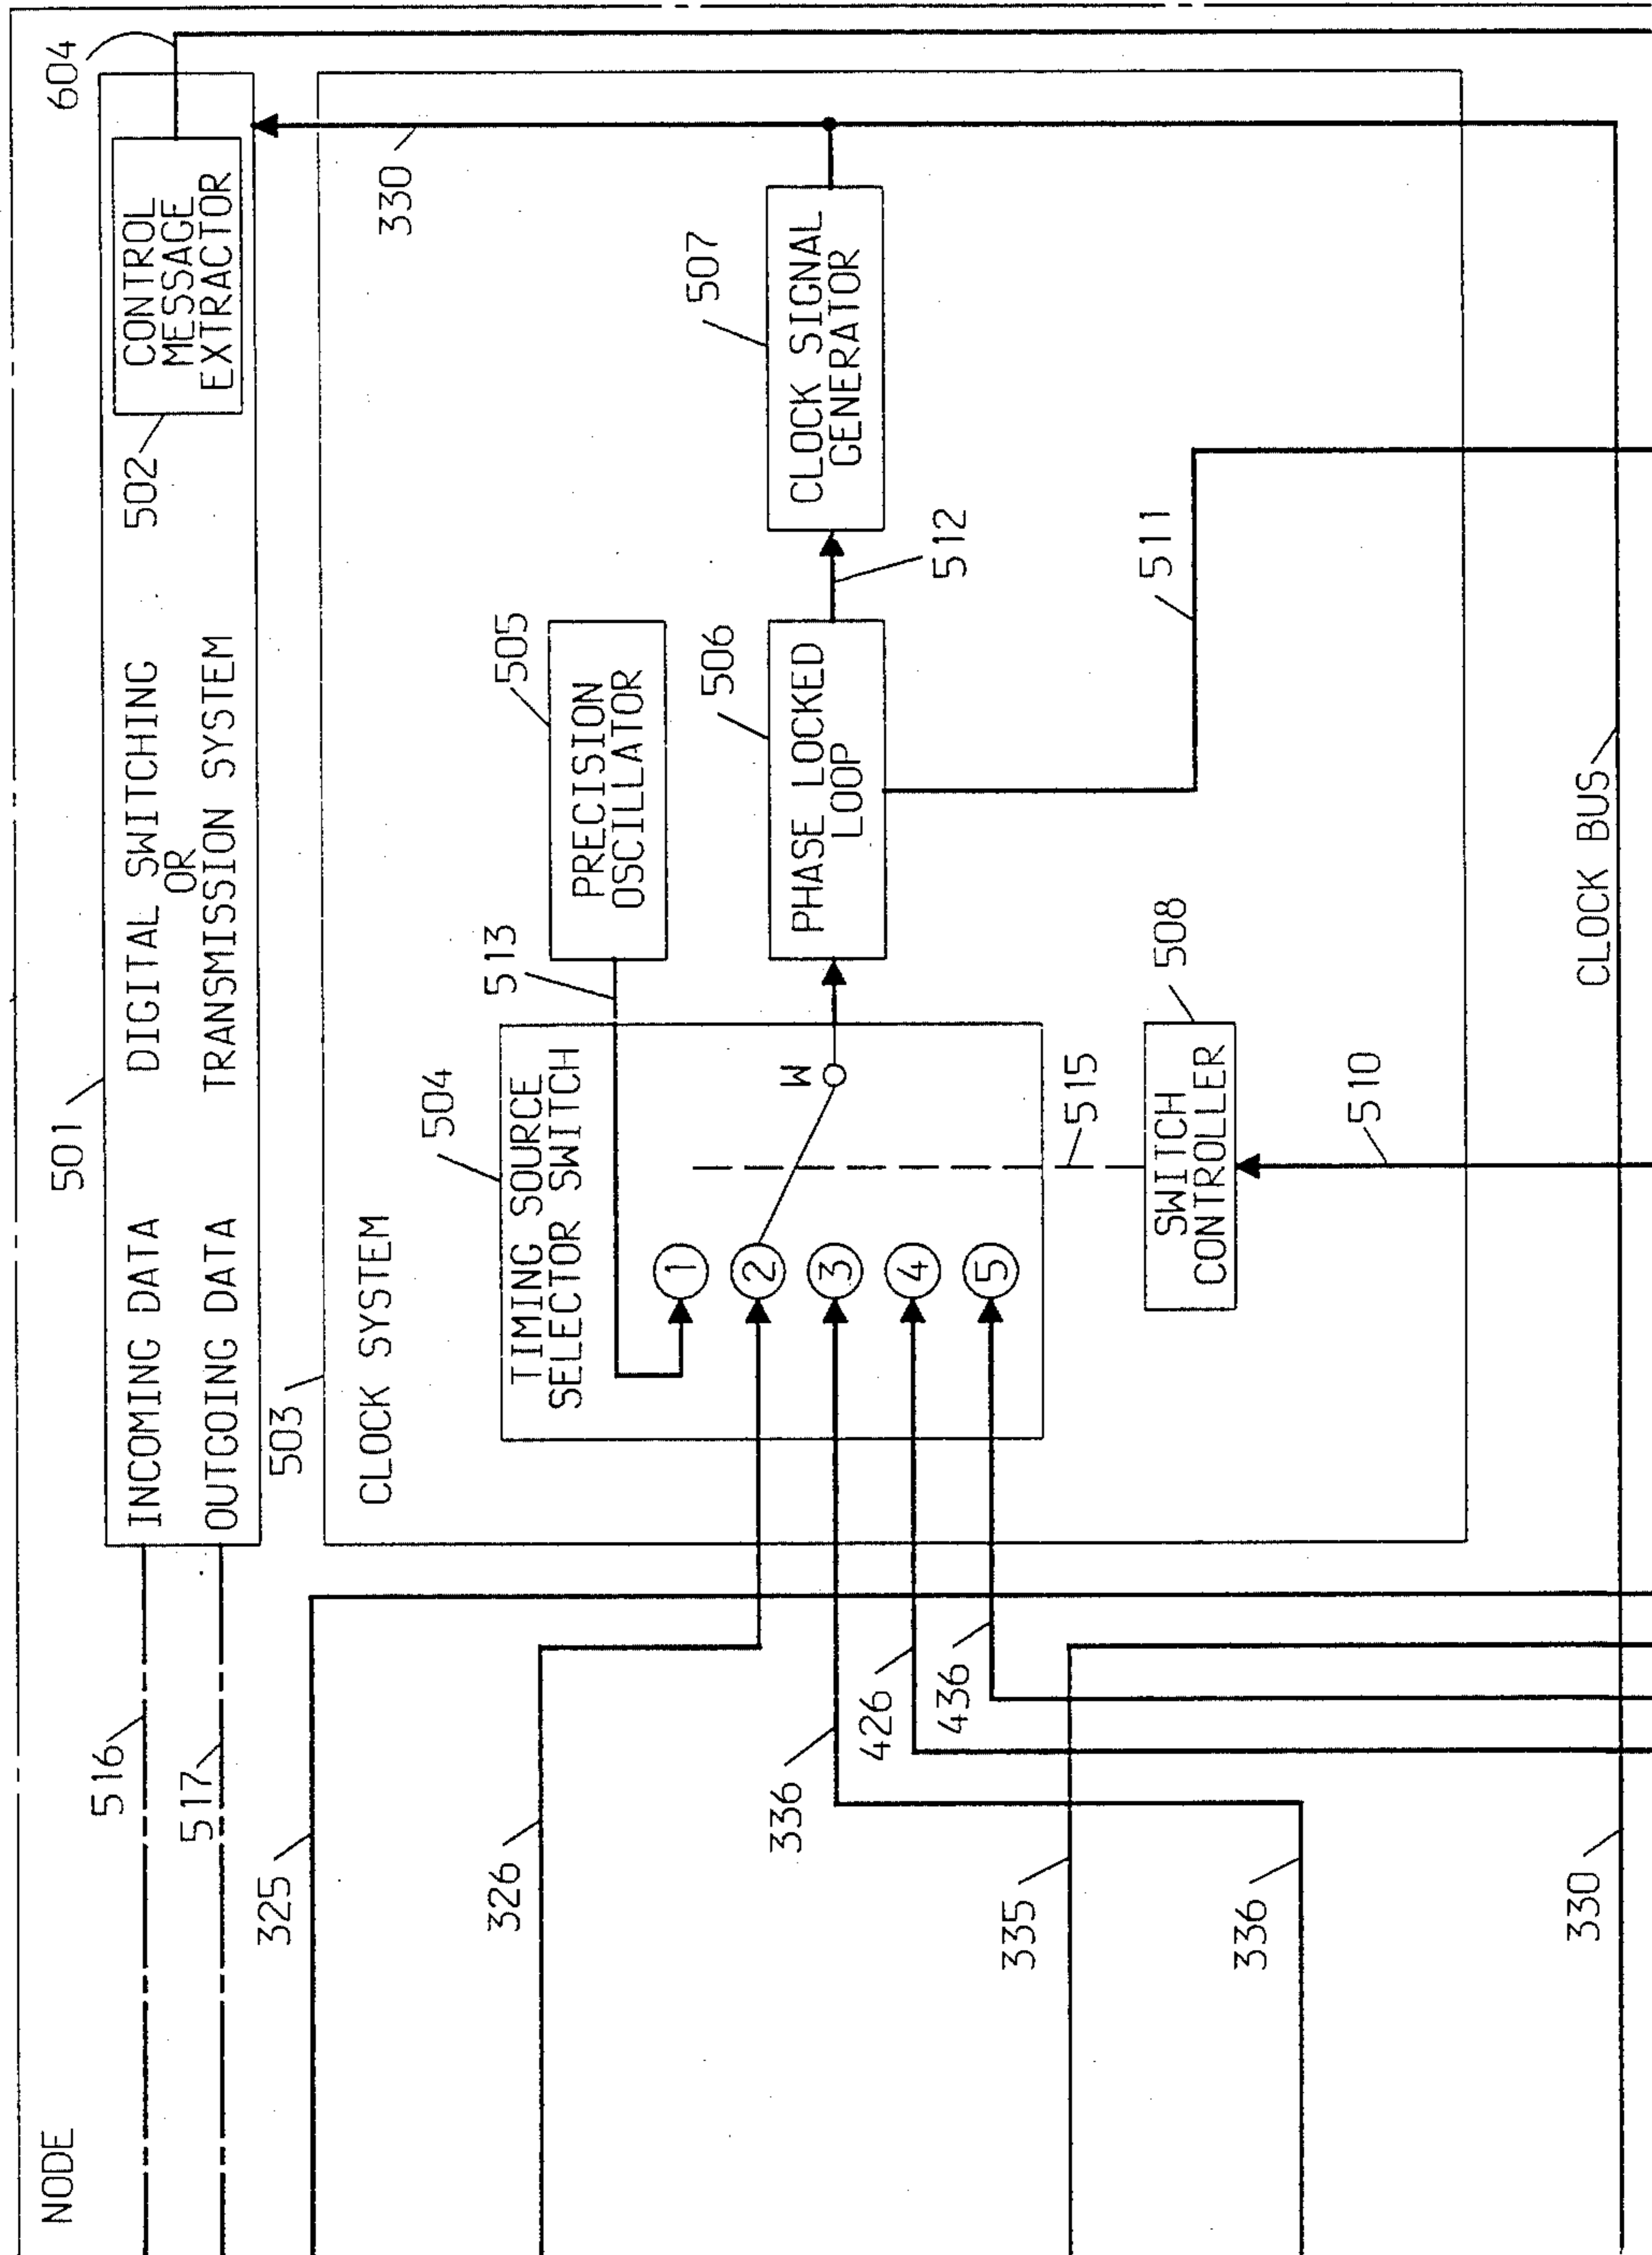 NODE
516
INCOMING DATA
DIGITAL SWITCHING
OR
TRANSMISSION SYSTEM
501
502
CONTROL
MESSAGE
EXTRACTOR
604
517
OUTGOING DATA
325
503
CLOCK SYSTEM
330
326
504
TIMING SOURCE
SELECTOR SWITCH
513
505
PRECISION
OSCILLATOR
1
2
3
4
5
W
506
PHASE LOCKED
LOOP
507
CLOCK SIGNAL
GENERATOR
512
336
426
436
515
508
SWITCH
CONTROLLER
511
335
336
510
330
CLOCK BUS